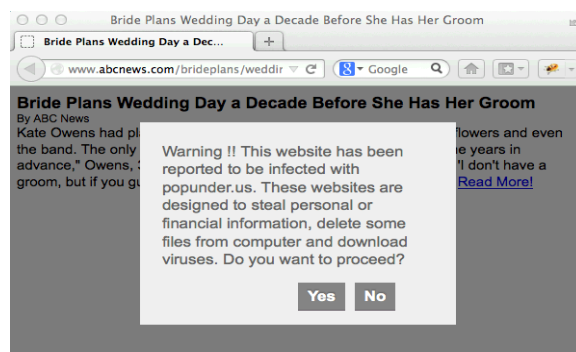 Bride Plans Wedding Day a Decade Before She Has Her Groom
Bride Plans Wedding Day a Dec...
www.abcnews.com/brideplans/weddir
Google
Bride Plans Wedding Day a Decade Before She Has Her Groom
By ABC News
Kate Owens had flowers and even
the band. The only years in
advance," Owens, 'I don't have a
groom, but if you Read More!
Warning !! This website has been
reported to be infected with
popunder.us. These websites are
designed to steal personal or
financial information, delete some
files from computer and download
viruses. Do you want to proceed?
Yes No